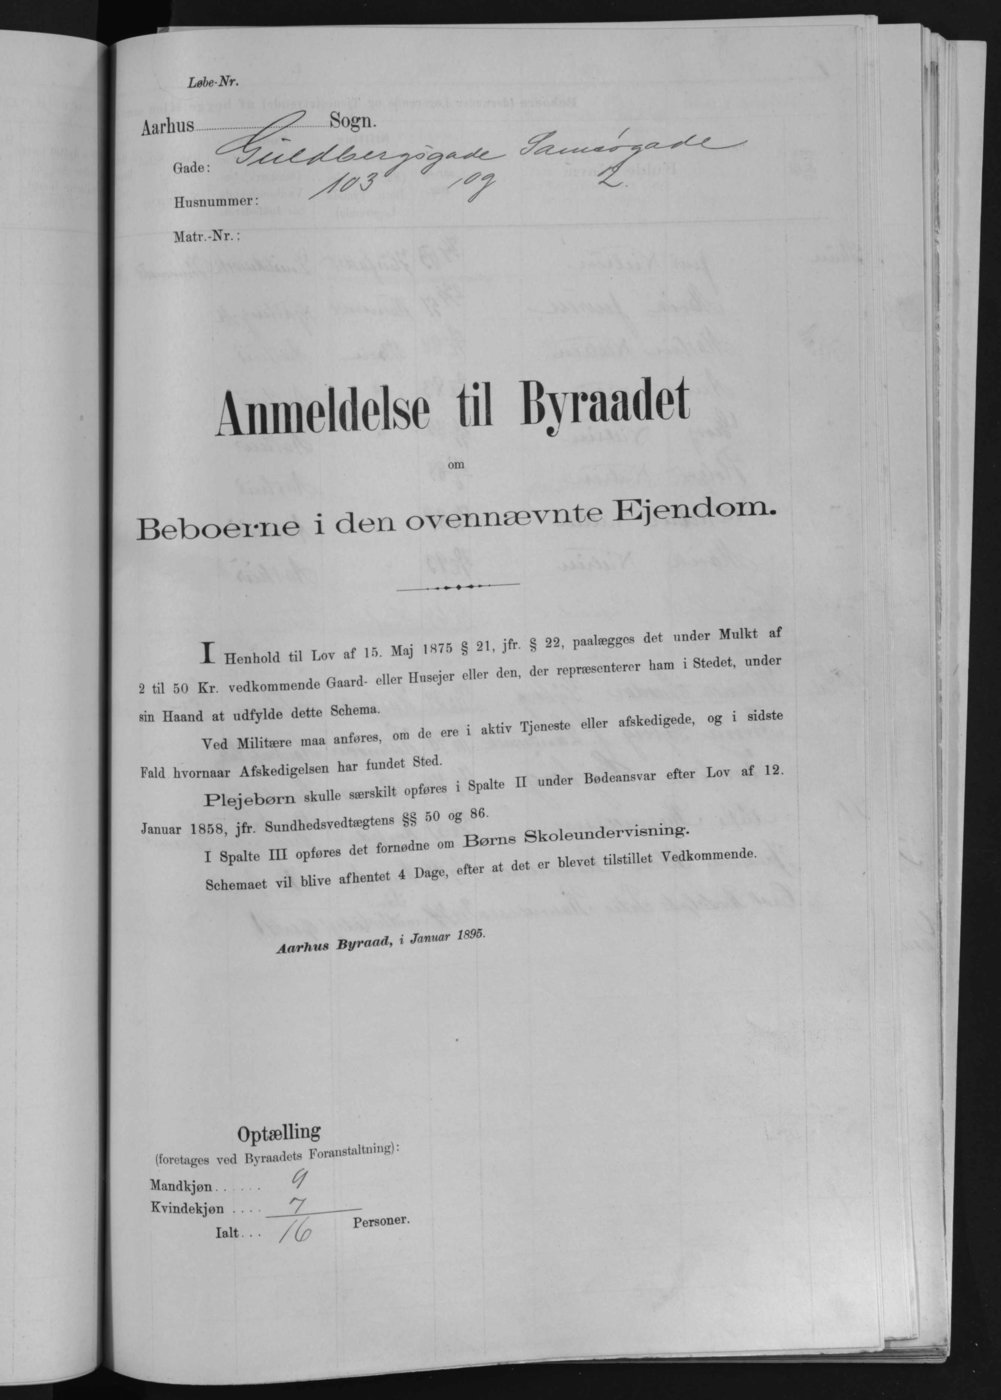 Løbe-Nr.
Aarhus Sogn.
Gade: Guldbergsgade Samsøgade
Husnummer: 103 og 2.
Matr.-Nr.:
Anmeldelse til Byraadet
om
Beboerne i den ovennævnte Ejendom.
I Henhold til Lov af 15. Maj 1875 § 21, jfr. § 22, paalægges det under Mulkt af
2 til 50 Kr. vedkommende Gaard- eller Husejer eller den, der repræsenterer ham i Stedet, under
sin Haand at udfylde dette Schema.
Ved Militære maa anføres, om de ere i aktiv Tjeneste eller afskedigede, og i sidste
Fald hvornaar Afskedigelsen har fundet Sted.
Plejebørn skulle særskilt opføres i Spalte II under Bødeansvar efter Lov af 12.
Januar 1858, jfr. Sundhedsvedtægtens §§ 50 og 86.
I Spalte III opføres det fornødne om Børns Skoleundervisning.
Schemaet vil blive afhentet 4 Dage, efter at det er blevet tilstillet Vedkommende.
Aarhus Byraad, i Januar 1895.
Optælling
(foretages ved Byraadets Foranstaltning):
Mandkjøn...... 9
Kvindekjøn .... 7
Ialt... 16 Personer.